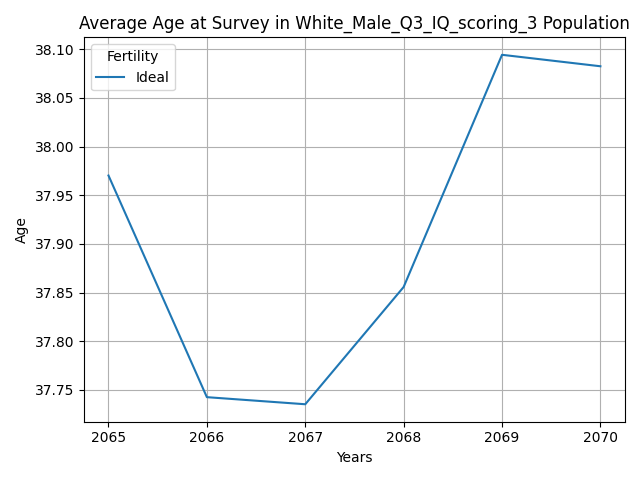 Average Age at Survey in White_Male_Q3_IQ_scoring_3 Population
Fertility
Ideal
38.10
38.05
38.00
37.95
37.90
37.85
37.80
37.75
Age
2065 2066 2067 2068 2069 2070
Years